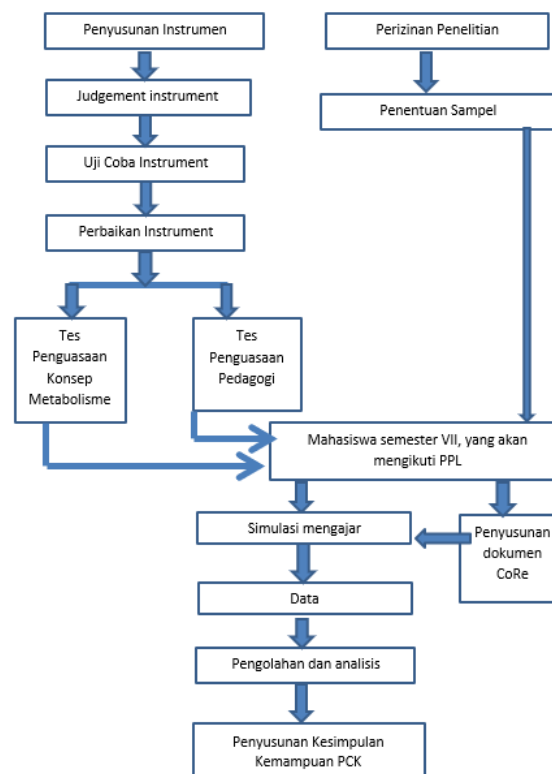 Penyusunan Instrumen
Perizinan Penelitian
Judgement instrument
Penentuan Sampel
Uji Coba Instrument
Perbaikan Instrument
Tes
Penguasaan
Konsep
Metabolisme
Tes
Penguasaan
Pedagogi
Mahasiswa semester VII, yang akan
mengikuti PPL
Simulasi mengajar
Penyusunan
dokumen
CoRe
Data
Pengolahan dan analisis
Penyusunan Kesimpulan
Kemampuan PCK